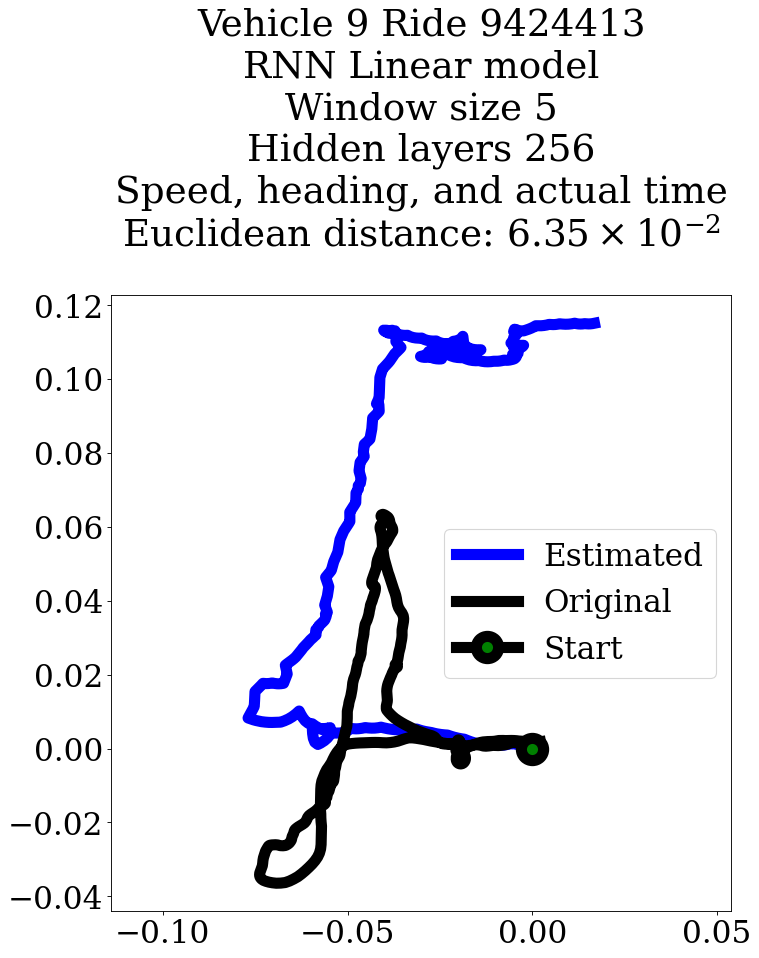 Vehicle 9 Ride 9424413
RNN Linear model
Window size 5
Hidden layers 256
Speed, heading, and actual time
Euclidean distance: 6.35 × 10⁻²
0.12
0.10
0.08
0.06
0.04
0.02
0.00
−0.02
−0.04
Estimated
Original
Start
−0.10
−0.05
0.00
0.05